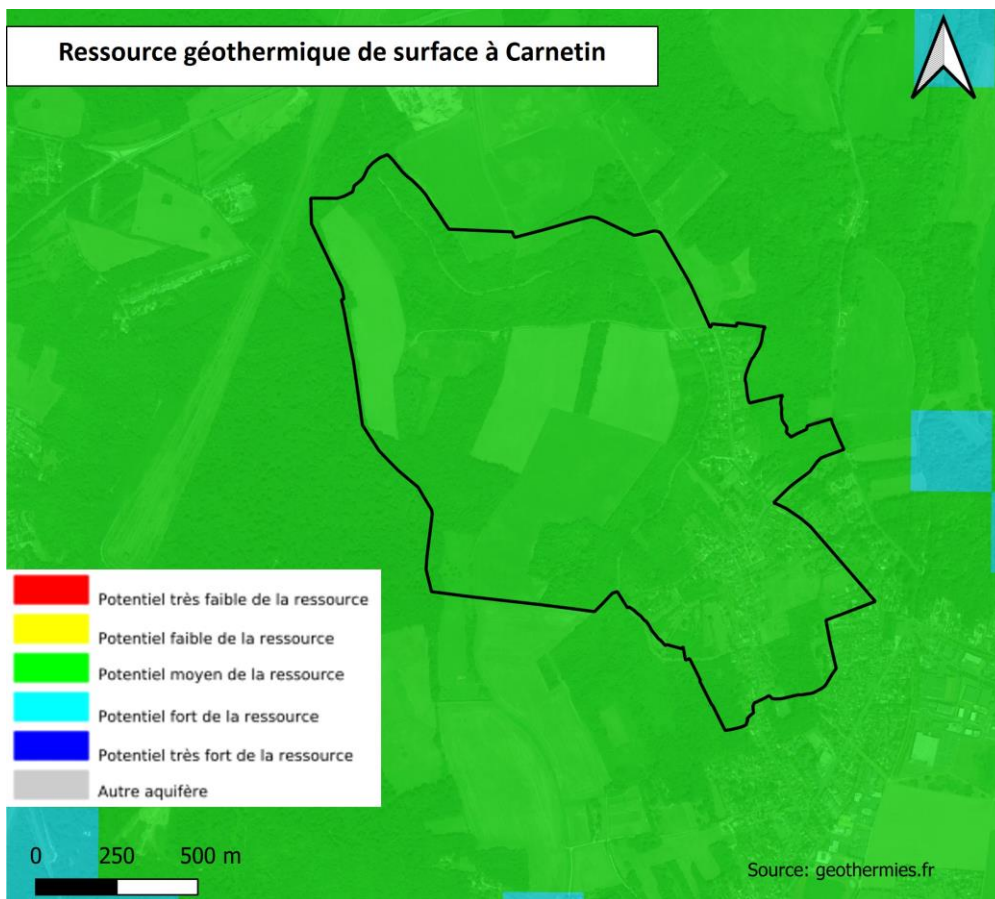 Ressource géothermique de surface à Carnetin
Potentiel très faible de la ressource
Potentiel faible de la ressource
Potentiel moyen de la ressource
Potentiel fort de la ressource
Potentiel très fort de la ressource
Autre aquifère
0 250 500 m
Source: geothermies.fr